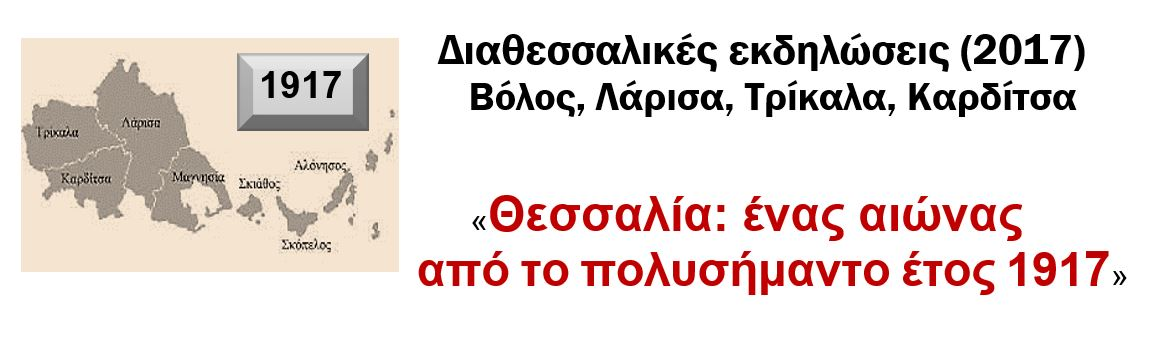 1917
Τρίκαλα
Λάρισα
Καρδίτσα
Μαγνησία
Σκιάθος
Αλόνησος
Σκόπελος
Διαθεσσαλικές εκδηλώσεις (2017)
Βόλος, Λάρισα, Τρίκαλα, Καρδίτσα
«Θεσσαλία: ένας αιώνας
από το πολυσήμαντο έτος 1917»